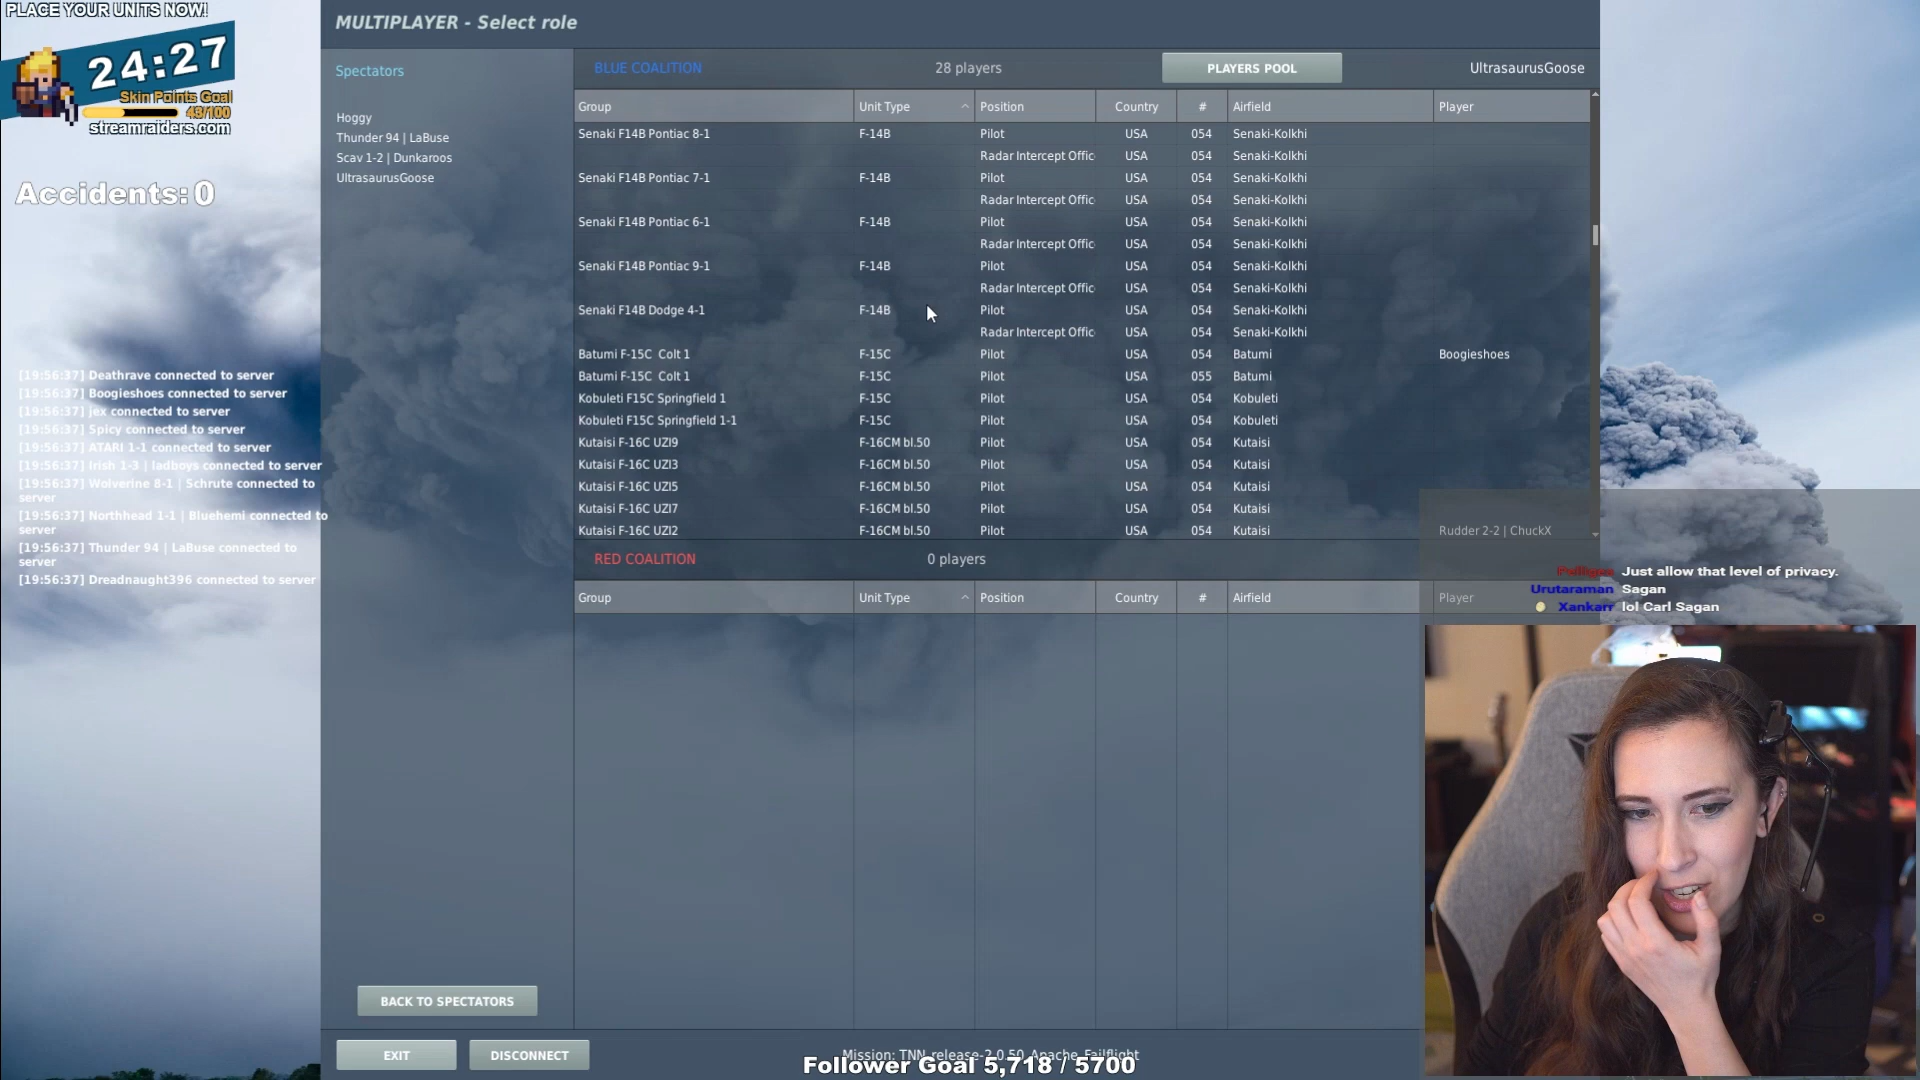 PLACE YOUR UNITS NOW!
24:27
Skin Points Goal
streamraiders.com
Accidents: 0
[19:56:37] Deathrave connected to server
[19:56:37] Boogieshoes connected to server
[19:56:37] jex connected to server
[19:56:37] Spicy connected to server
[19:56:37] ATARI 1-1 connected to server
[19:56:37] Irish 1-3 | ladboys connected to server
[19:56:37] Wolverine 8-1 | Schrute connected to
server
[19:56:37] Northhead 1-1 | Bluehemi connected to
server
[19:56:37] Thunder 94 | LaBuse connected to
server
[19:56:37] Dreadnaught396 connected to server
MULTIPLAYER - Select role
Spectators
Hoggy
Thunder 94 | LaBuse
Scav 1-2 | Dunkaroos
UltrasaurusGoose
BLUE COALITION 28 players PLAYERS POOL UltrasaurusGoose
Group Unit Type Position Country # Airfield Player
Senaki F14B Pontiac 8-1 F-14B Pilot USA 054 Senaki-Kolkhi
Radar Intercept Offic USA 054 Senaki-Kolkhi
Senaki F14B Pontiac 7-1 F-14B Pilot USA 054 Senaki-Kolkhi
Radar Intercept Offic USA 054 Senaki-Kolkhi
Senaki F14B Pontiac 6-1 F-14B Pilot USA 054 Senaki-Kolkhi
Radar Intercept Offic USA 054 Senaki-Kolkhi
Senaki F14B Pontiac 9-1 F-14B Pilot USA 054 Senaki-Kolkhi
Radar Intercept Offic USA 054 Senaki-Kolkhi
Senaki F14B Dodge 4-1 F-14B Pilot USA 054 Senaki-Kolkhi
Radar Intercept Offic USA 054 Senaki-Kolkhi
Batumi F-15C Colt 1 F-15C Pilot USA 054 Batumi Boogieshoes
Batumi F-15C Colt 1 F-15C Pilot USA 055 Batumi
Kobuleti F15C Springfield 1 F-15C Pilot USA 054 Kobuleti
Kobuleti F15C Springfield 1-1 F-15C Pilot USA 054 Kobuleti
Kutaisi F-16C UZI9 F-16CM bl.50 Pilot USA 054 Kutaisi
Kutaisi F-16C UZI3 F-16CM bl.50 Pilot USA 054 Kutaisi
Kutaisi F-16C UZI5 F-16CM bl.50 Pilot USA 054 Kutaisi
Kutaisi F-16C UZI7 F-16CM bl.50 Pilot USA 054 Kutaisi
Kutaisi F-16C UZI2 F-16CM bl.50 Pilot USA 054 Kutaisi Rudder 2-2 | ChuckX
RED COALITION 0 players
Group Unit Type Position Country # Airfield Player
Just allow that level of privacy.
Urutaraman Sagan
Xankarr lol Carl Sagan
BACK TO SPECTATORS
EXIT DISCONNECT
Mission: TNN_release-2.0.50_Apache_Failflight
Follower Goal 5,718 / 5700